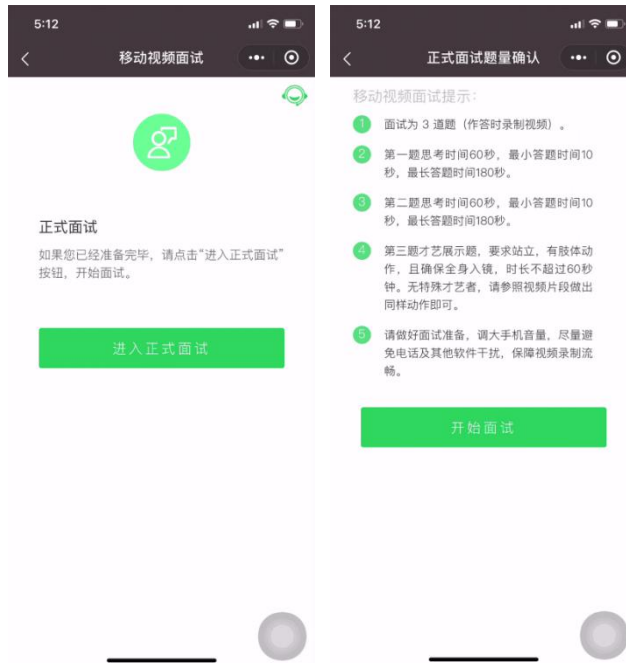 5:12
移动视频面试
正式面试
如果您已经准备完毕，请点击“进入正式面试”
按钮，开始面试。
进入正式面试
5:12
正式面试题量确认
移动视频面试提示：
1 面试为 3 道题（作答时录制视频）。
2 第一题思考时间60秒，最小答题时间10
秒，最长答题时间180秒。
3 第二题思考时间60秒，最小答题时间10
秒，最长答题时间180秒。
4 第三题才艺展示题，要求站立，有肢体动
作，且确保全身入镜，时长不超过60秒
钟。无特殊才艺者，请参照视频片段做出
同样动作即可。
5 请做好面试准备，调大手机音量，尽量避
免电话及其他软件干扰，保障视频录制流
畅。
开始面试